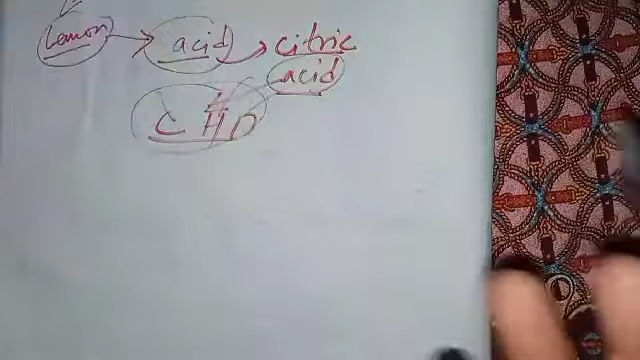 Lemon → acid → citric
acid
C H O